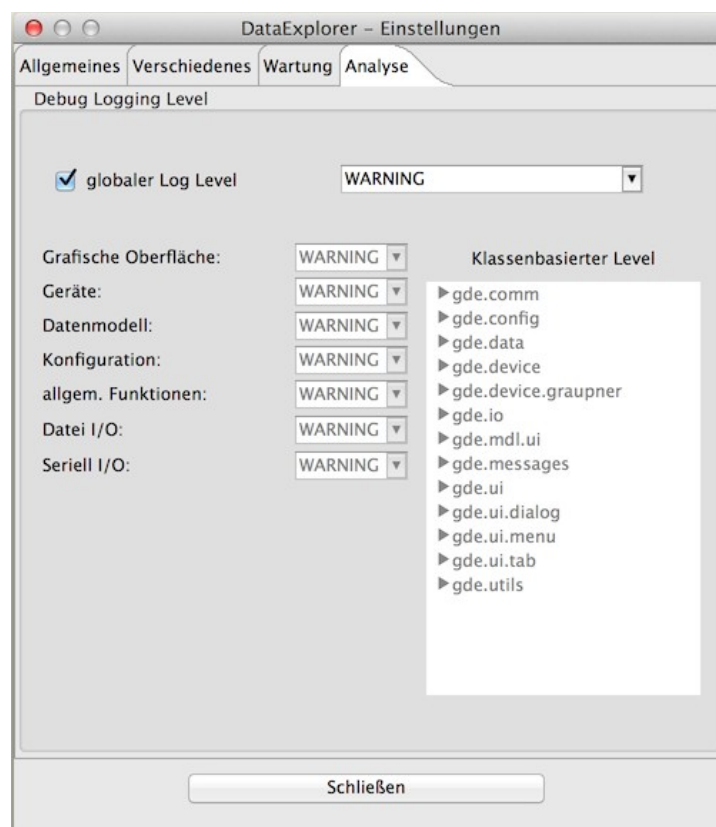 DataExplorer – Einstellungen
Allgemeines Verschiedenes Wartung Analyse
Debug Logging Level
globaler Log Level WARNING
Grafische Oberfläche: WARNING
Geräte: WARNING
Datenmodell: WARNING
Konfiguration: WARNING
allgem. Funktionen: WARNING
Datei I/O: WARNING
Seriell I/O: WARNING
Klassenbasierter Level
gde.comm
gde.config
gde.data
gde.device
gde.device.graupner
gde.io
gde.mdl.ui
gde.messages
gde.ui
gde.ui.dialog
gde.ui.menu
gde.ui.tab
gde.utils
Schließen